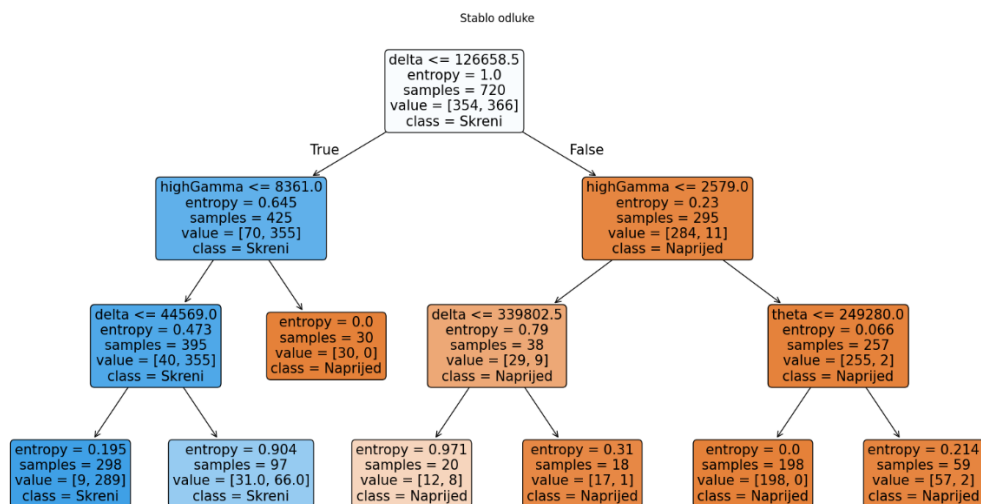 Stablo odluke
delta <= 126658.5
entropy = 1.0
samples = 720
value = [354, 366]
class = Skreni
True
False
highGamma <= 8361.0
entropy = 0.645
samples = 425
value = [70, 355]
class = Skreni
highGamma <= 2579.0
entropy = 0.23
samples = 295
value = [284, 11]
class = Naprijed
delta <= 44569.0
entropy = 0.473
samples = 395
value = [40, 355]
class = Skreni
entropy = 0.0
samples = 30
value = [30, 0]
class = Naprijed
delta <= 339802.5
entropy = 0.79
samples = 38
value = [29, 9]
class = Naprijed
theta <= 249280.0
entropy = 0.066
samples = 257
value = [255, 2]
class = Naprijed
entropy = 0.195
samples = 298
value = [9, 289]
class = Skreni
entropy = 0.904
samples = 97
value = [31.0, 66.0]
class = Skreni
entropy = 0.971
samples = 20
value = [12, 8]
class = Naprijed
entropy = 0.31
samples = 18
value = [17, 1]
class = Naprijed
entropy = 0.0
samples = 198
value = [198, 0]
class = Naprijed
entropy = 0.214
samples = 59
value = [57, 2]
class = Naprijed